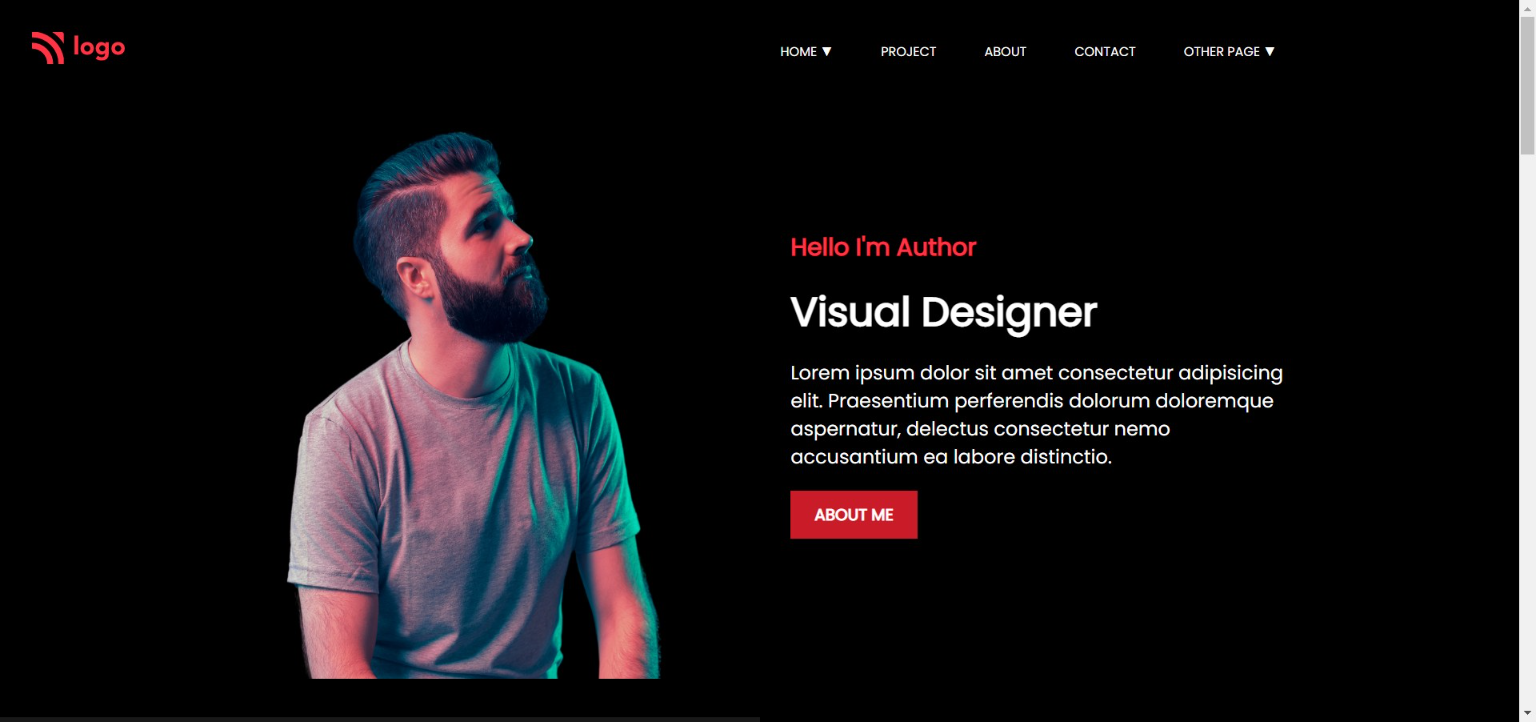 logo
HOME ▼ PROJECT ABOUT CONTACT OTHER PAGE ▼
Hello I'm Author
Visual Designer
Lorem ipsum dolor sit amet consectetur adipisicing
elit. Praesentium perferendis dolorum doloremque
aspernatur, delectus consectetur nemo
accusantium ea labore distinctio.
ABOUT ME